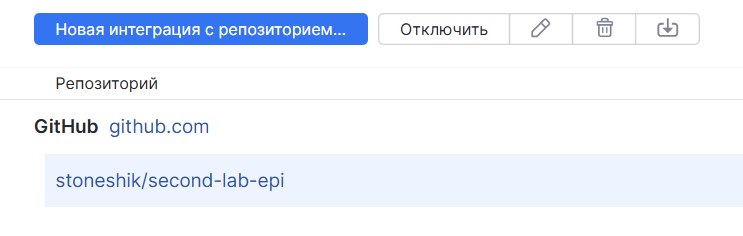 Новая интеграция с репозиторием... Отключить
Репозиторий
GitHub github.com
stoneshik/second-lab-epi